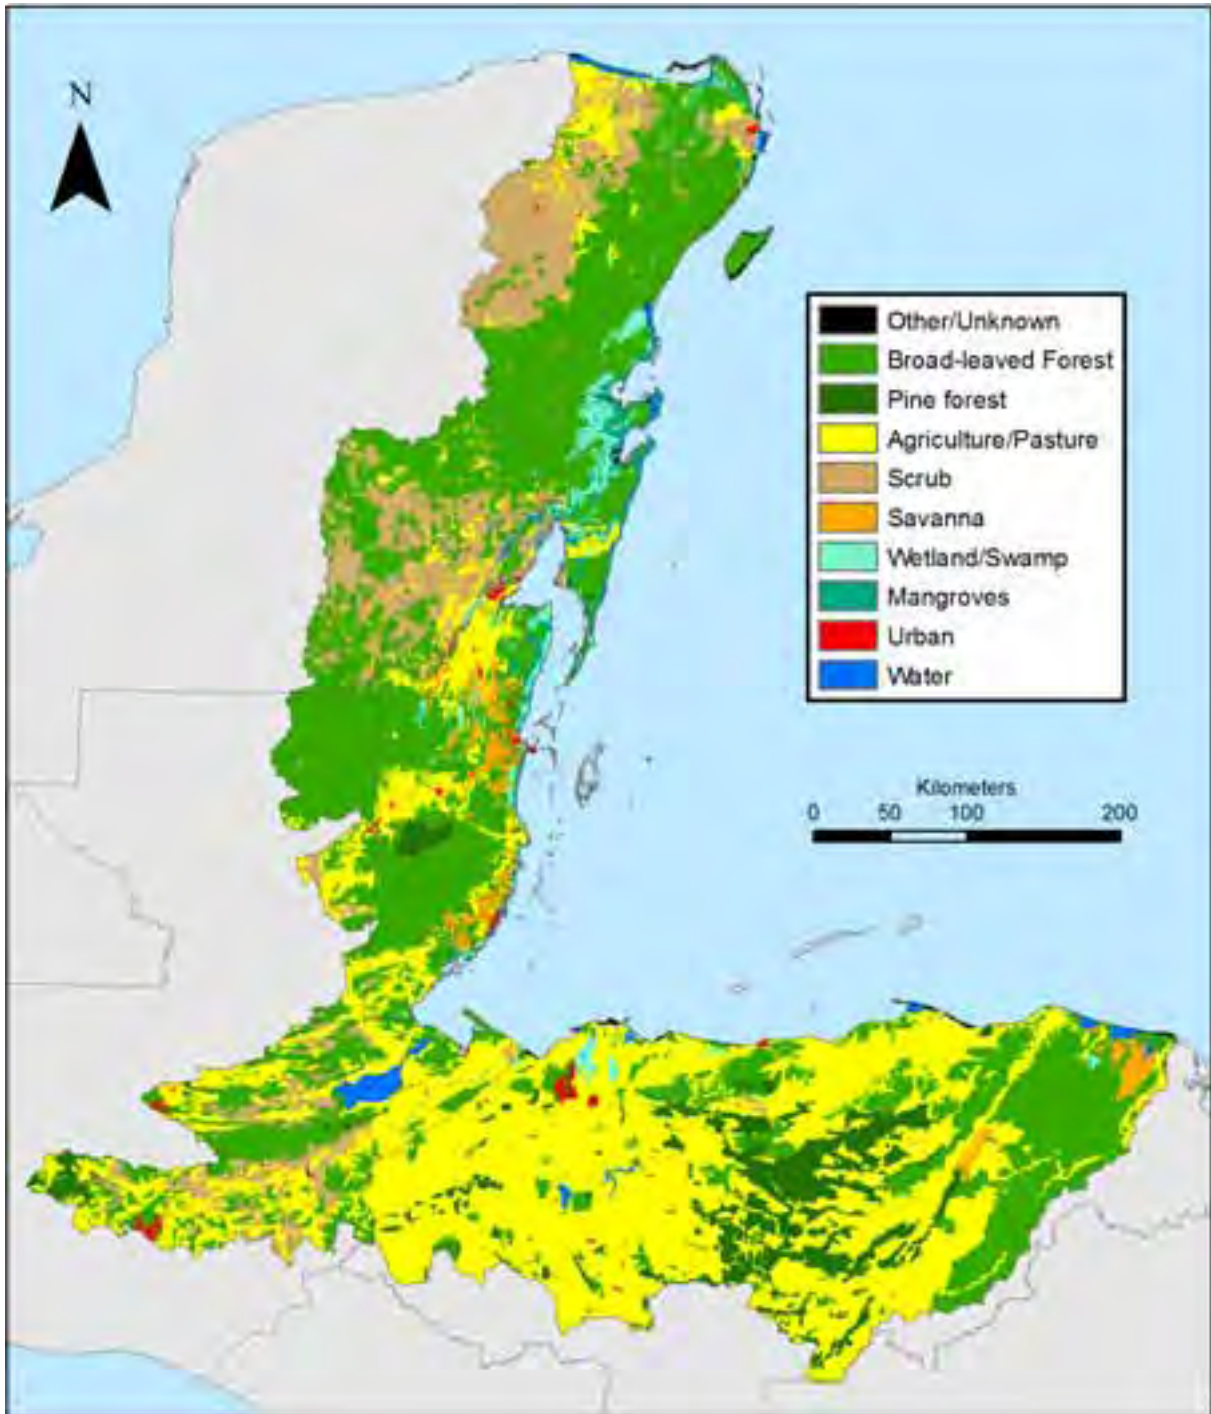 N
Other/Unknown
Broad-leaved Forest
Pine forest
Agriculture/Pasture
Scrub
Savanna
Wetland/Swamp
Mangroves
Urban
Water
Kilometers
0 50 100 200